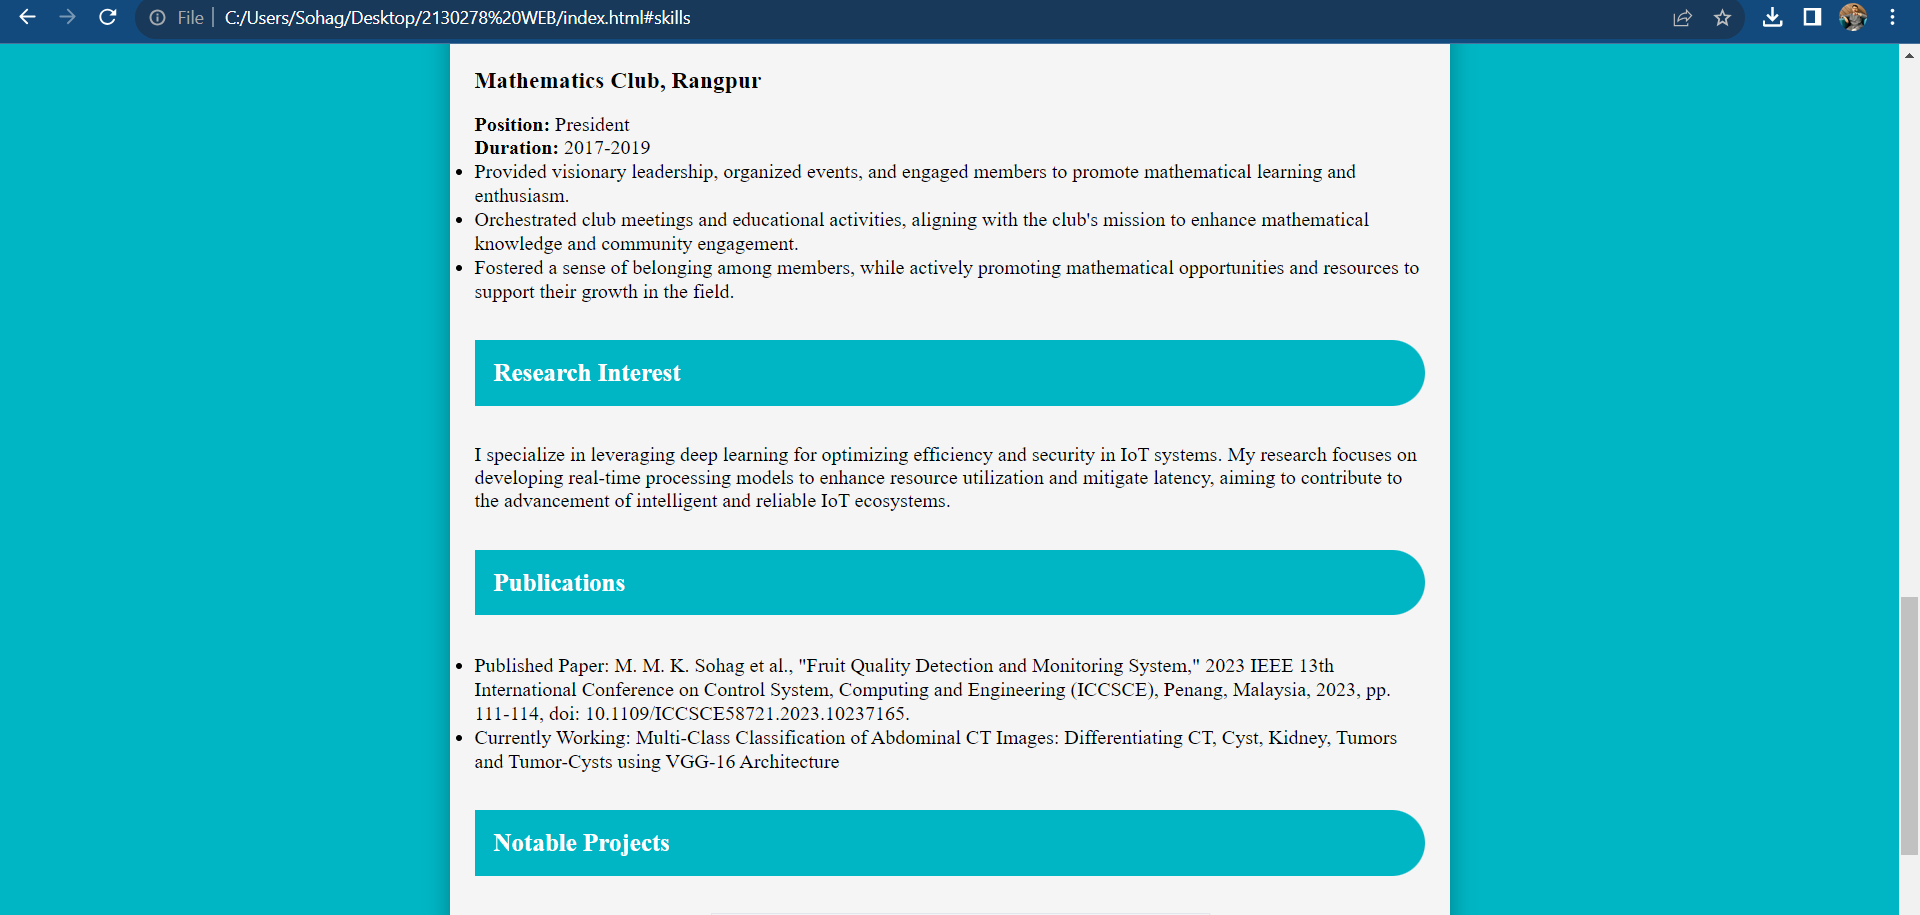 File
C:/Users/Sohag/Desktop/2130278%20WEB/index.html#skills
Mathematics Club, Rangpur
Position: President
Duration: 2017-2019
• Provided visionary leadership, organized events, and engaged members to promote mathematical learning and
enthusiasm.
• Orchestrated club meetings and educational activities, aligning with the club's mission to enhance mathematical
knowledge and community engagement.
• Fostered a sense of belonging among members, while actively promoting mathematical opportunities and resources to
support their growth in the field.
Research Interest
I specialize in leveraging deep learning for optimizing efficiency and security in IoT systems. My research focuses on
developing real-time processing models to enhance resource utilization and mitigate latency, aiming to contribute to
the advancement of intelligent and reliable IoT ecosystems.
Publications
• Published Paper: M. M. K. Sohag et al., "Fruit Quality Detection and Monitoring System," 2023 IEEE 13th
International Conference on Control System, Computing and Engineering (ICCSCE), Penang, Malaysia, 2023, pp.
111-114, doi: 10.1109/ICCSCE58721.2023.10237165.
• Currently Working: Multi-Class Classification of Abdominal CT Images: Differentiating CT, Cyst, Kidney, Tumors
and Tumor-Cysts using VGG-16 Architecture
Notable Projects